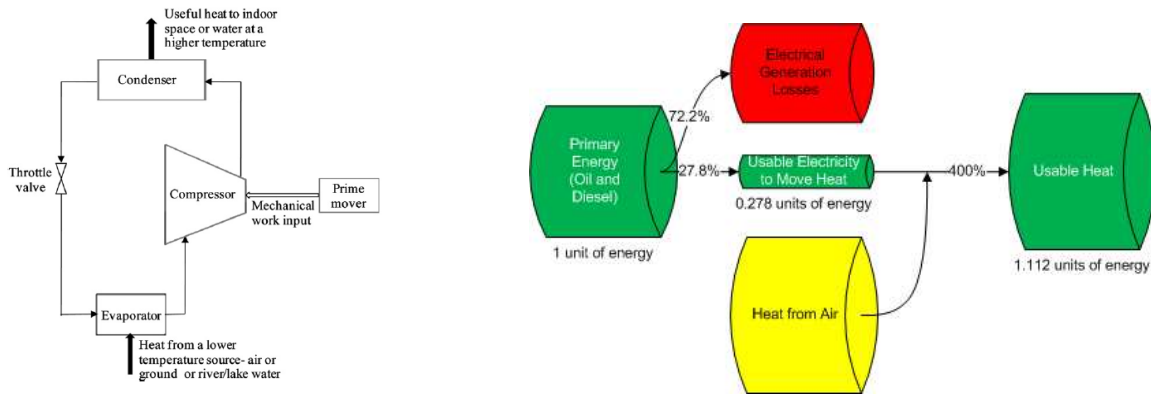 Useful heat to indoor
space or water at a
higher temperature
Condenser
Throttle
valve
Compressor
Prime
mover
Mechanical
work input
Evaporator
Heat from a lower
temperature source- air or
ground or river/lake water
Electrical
Generation
Losses
72.2%
Primary
Energy
(Oil and
Diesel)
27.8%
Usable Electricity
to Move Heat
400%
Usable Heat
0.278 units of energy
1 unit of energy
1.112 units of energy
Heat from Air